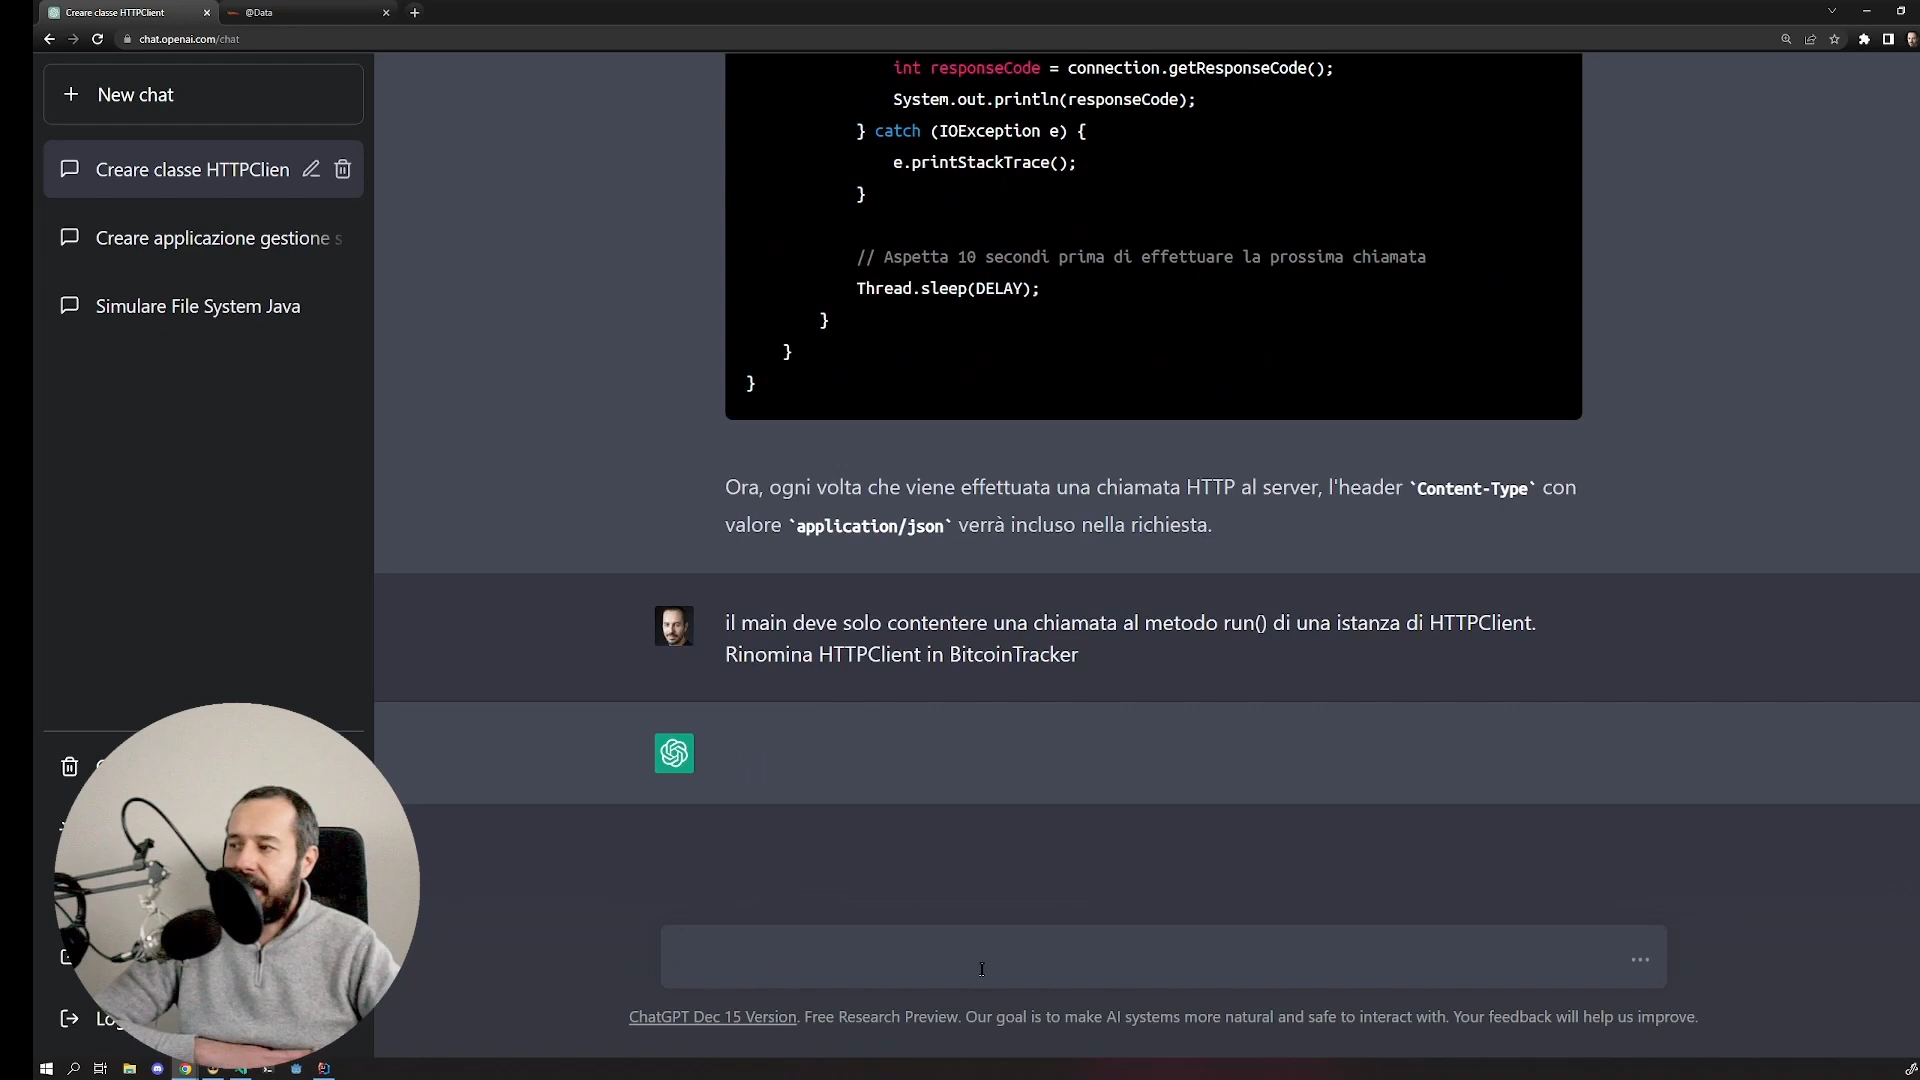 Creare classe HTTPClient
@Data
chat.openai.com/chat
New chat
Creare classe HTTPClien
Creare applicazione gestione s
Simulare File System Java
int responseCode = connection.getResponseCode();
System.out.println(responseCode);
} catch (IOException e) {
e.printStackTrace();
}
// Aspetta 10 secondi prima di effettuare la prossima chiamata
Thread.sleep(DELAY);
}
}
}
Ora, ogni volta che viene effettuata una chiamata HTTP al server, l'header `Content-Type` con
valore `application/json` verrà incluso nella richiesta.
il main deve solo contentere una chiamata al metodo run() di una istanza di HTTPClient.
Rinomina HTTPClient in BitcoinTracker
ChatGPT Dec 15 Version. Free Research Preview. Our goal is to make AI systems more natural and safe to interact with. Your feedback will help us improve.